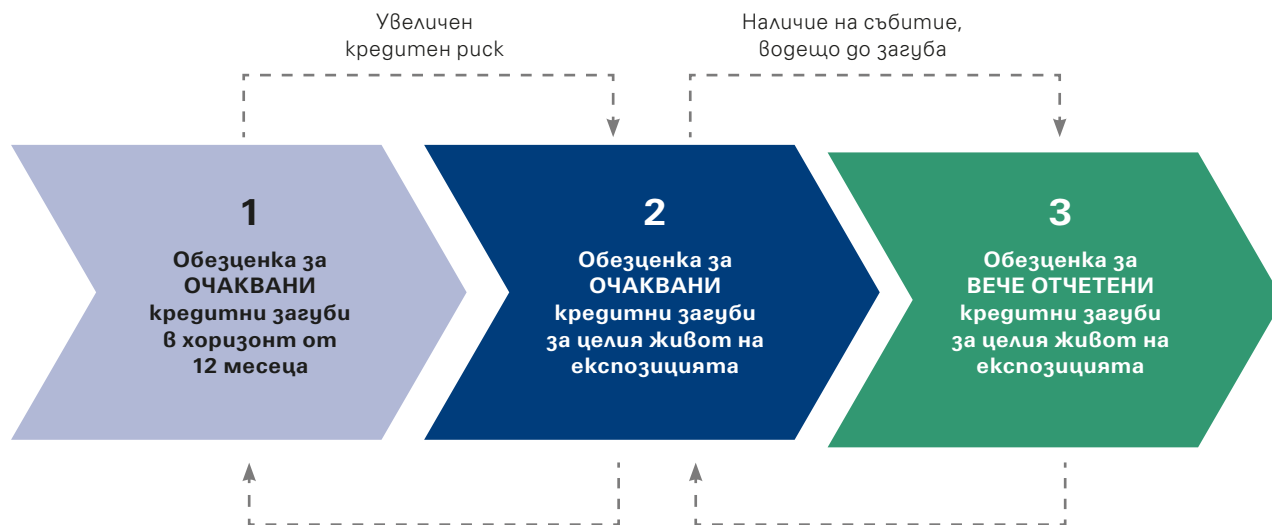 Увеличен
кредитен риск
Наличие на събитие,
водещо до загуба
1
Обезценка за
ОЧАКВАНИ
кредитни загуби
в хоризонт от
12 месеца
2
Обезценка за
ОЧАКВАНИ
кредитни загуби
за целия живот на
експозицията
3
Обезценка за
ВЕЧЕ ОТЧЕТЕНИ
кредитни загуби
за целия живот на
експозицията